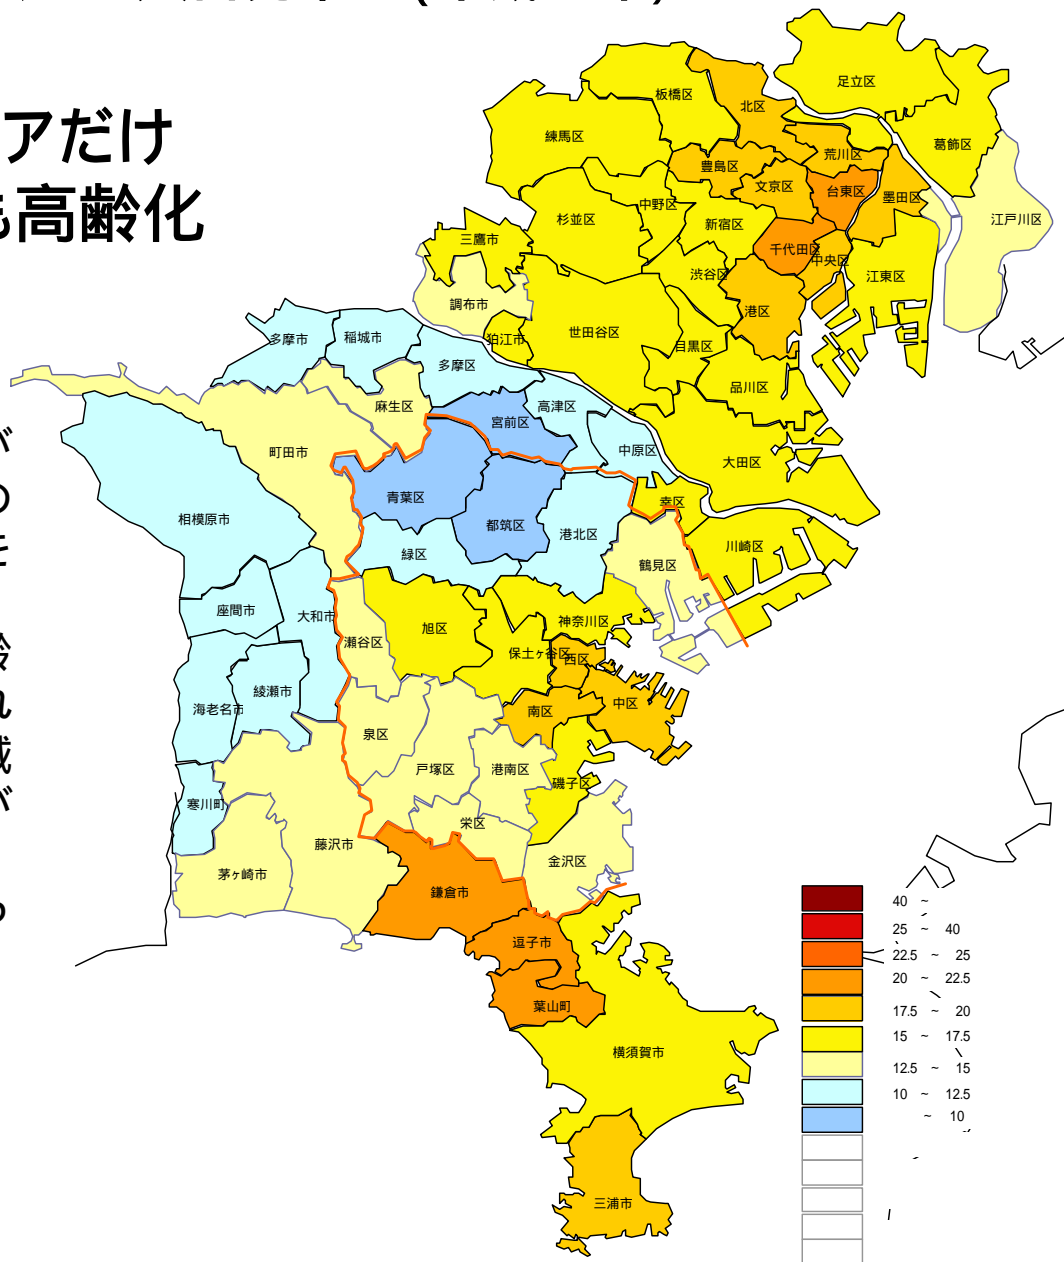 アだけ
も高齢化
足立区
板橋区
北区
練馬区
葛飾区
荒川区
豊島区
文京区
台東区
墨田区
中野区
江戸川区
杉並区
新宿区
三鷹市
千代田区
中央区
渋谷区
江東区
調布市
港区
世田谷区
多摩市
稲城市
狛江市
目黒区
多摩区
品川区
麻生区
高津区
宮前区
町田市
中原区
大田区
青葉区
幸区
相模原市
都筑区
港北区
川崎区
緑区
鶴見区
座間市
大和市
神奈川区
旭区
瀬谷区
保土ヶ谷区
西区
綾瀬市
中区
海老名市
南区
泉区
戸塚区
港南区
磯子区
寒川町
栄区
藤沢市
金沢区
茅ヶ崎市
鎌倉市
逗子市
葉山町
横須賀市
三浦市
40 ~
25 ~ 40
22.5 ~ 25
20 ~ 22.5
17.5 ~ 20
15 ~ 17.5
12.5 ~ 15
10 ~ 12.5
~ 10
が
の
れ
が